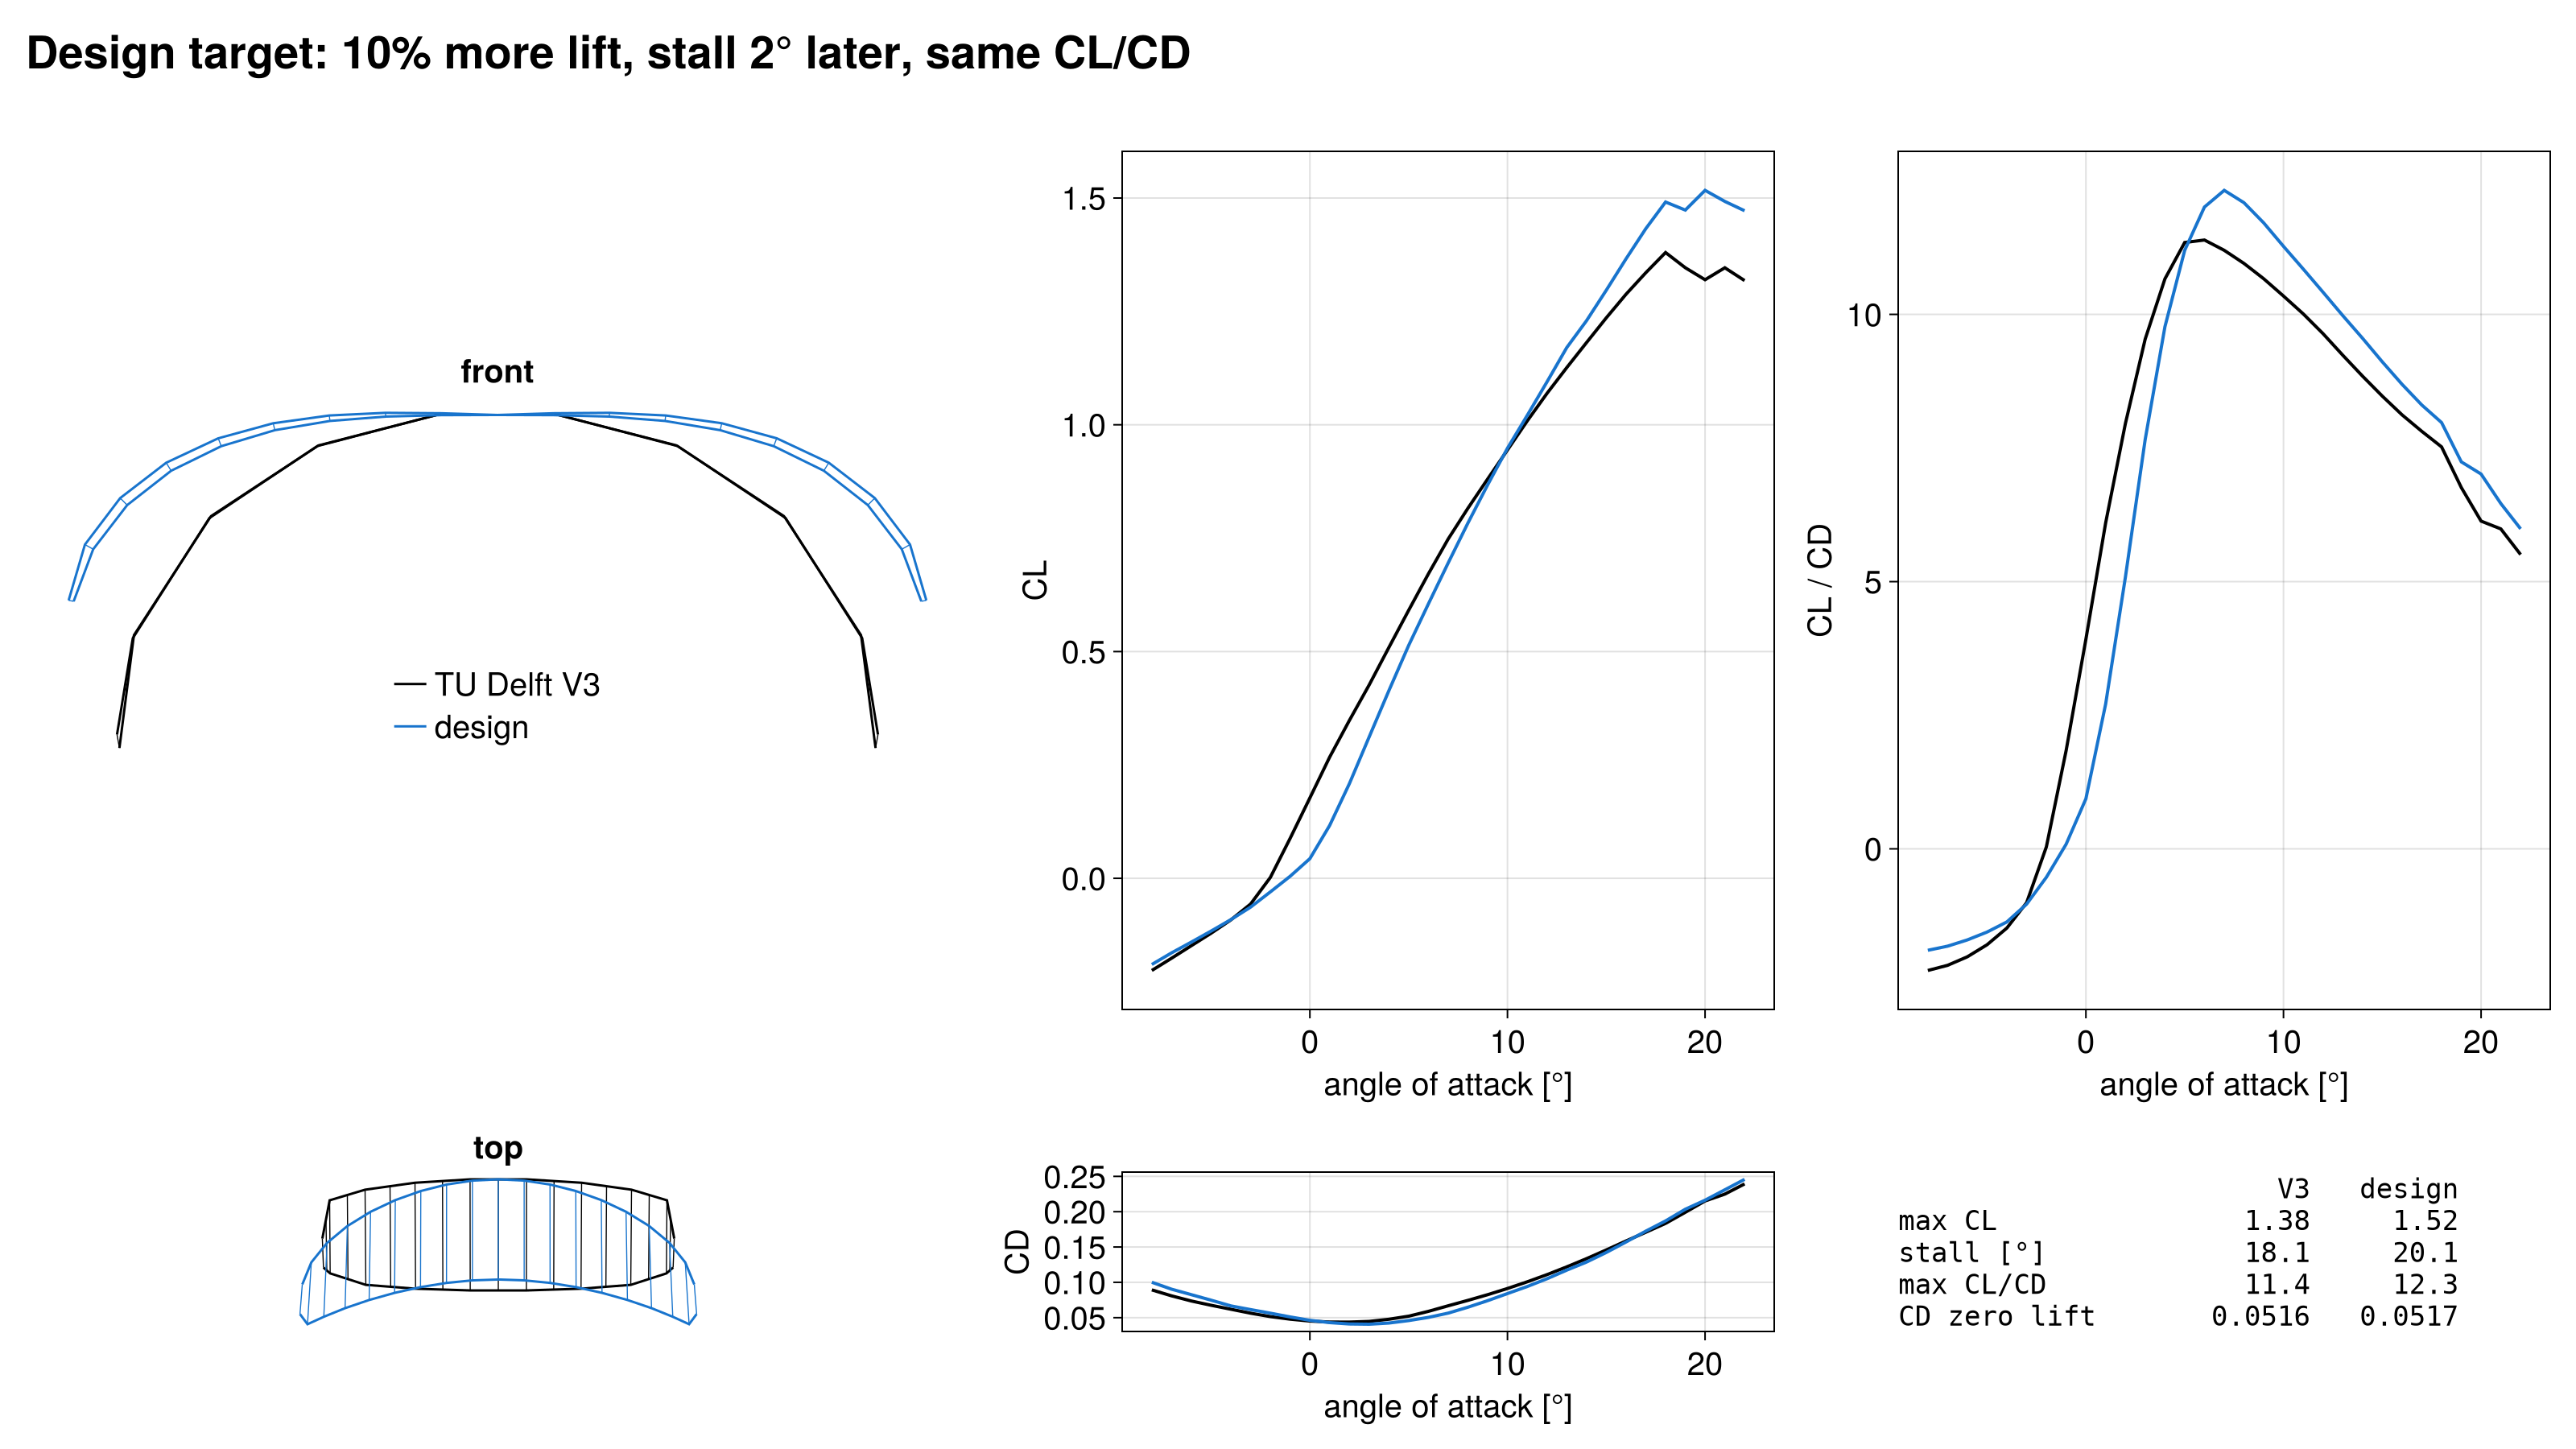 Design target: 10% more lift, stall 2° later, same CL/CD
front
TU Delft V3
design
top
CL
1.5
1.0
0.5
0.0
0 10 20
angle of attack [°]
CL / CD
10
5
0
0 10 20
angle of attack [°]
CD
0.25
0.20
0.15
0.10
0.05
0 10 20
angle of attack [°]
V3 design
max CL 1.38 1.52
stall [°] 18.1 20.1
max CL/CD 11.4 12.3
CD zero lift 0.0516 0.0517